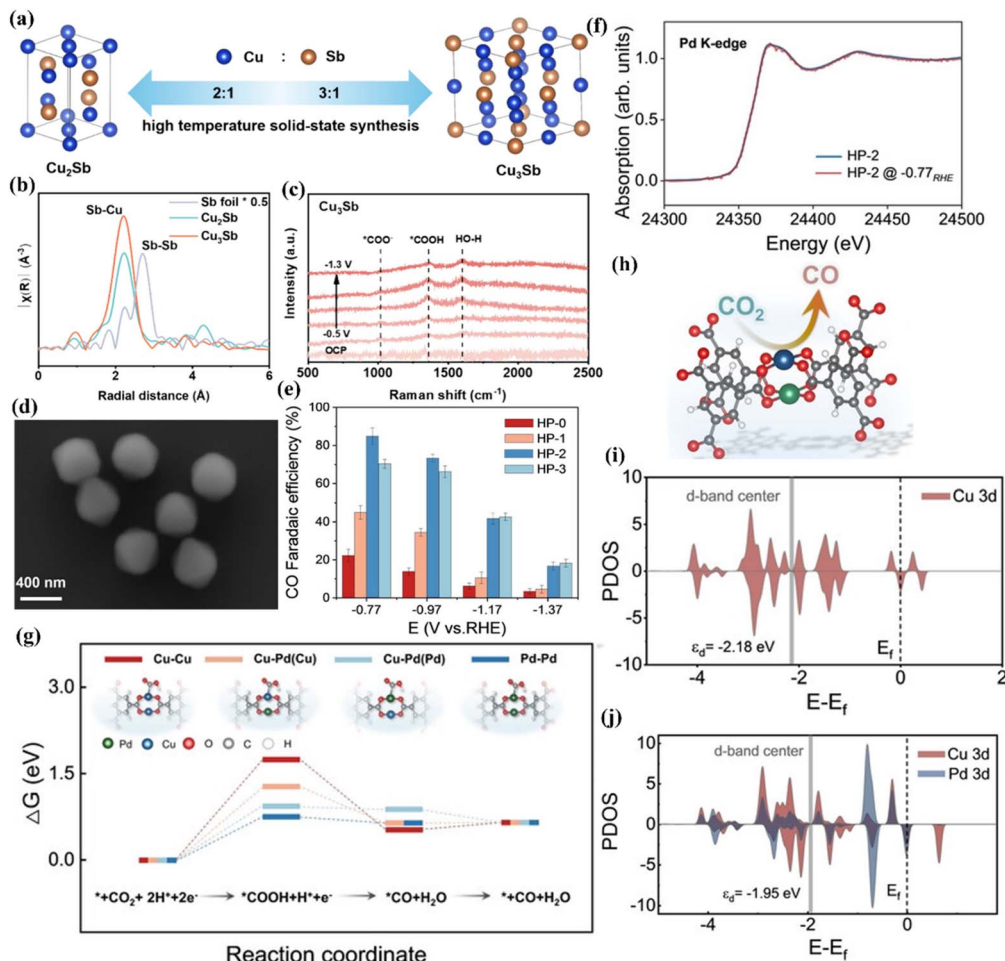 (a)
Cu : Sb
2:1 3:1
high temperature solid-state synthesis
Cu₂Sb
Cu₃Sb
(b)
Sb-Cu
Sb foil * 0.5
Cu₂Sb
Cu₃Sb
Sb-Sb
|χ(R)| (Å⁻³)
0 2 4 6
Radial distance (Å)
(c)
Cu₃Sb
*COO⁻ *COOH HO-H
-1.3 V
-0.5 V
OCP
Intensity (a.u.)
500 1000 1500 2000 2500
Raman shift (cm⁻¹)
(d)
400 nm
(e)
CO Faradaic efficiency (%)
100
80
60
40
20
0
HP-0
HP-1
HP-2
HP-3
-0.77 -0.97 -1.17 -1.37
E (V vs.RHE)
(f)
Pd K-edge
Absorption (arb. units)
1.0
0.5
0.0
HP-2
HP-2 @ -0.77RHE
24300 24350 24400 24450 24500
Energy (eV)
(g)
Cu-Cu Cu-Pd(Cu) Cu-Pd(Pd) Pd-Pd
3.0
1.5
0.0
ΔG (eV)
Pd Cu O C H
*+CO₂+ 2H⁺+2e⁻ *COOH+H⁺+e⁻ *CO+H₂O *+CO+H₂O
Reaction coordinate
(h)
CO
CO₂
(i)
d-band center
Cu 3d
PDOS
10
5
0
-5
-10
εd= -2.18 eV
Ef
-4 -2 0 2
E-Ef
(j)
d-band center
Cu 3d
Pd 3d
PDOS
10
5
0
-5
-10
εd= -1.95 eV
Ef
-4 -2 0
E-Ef